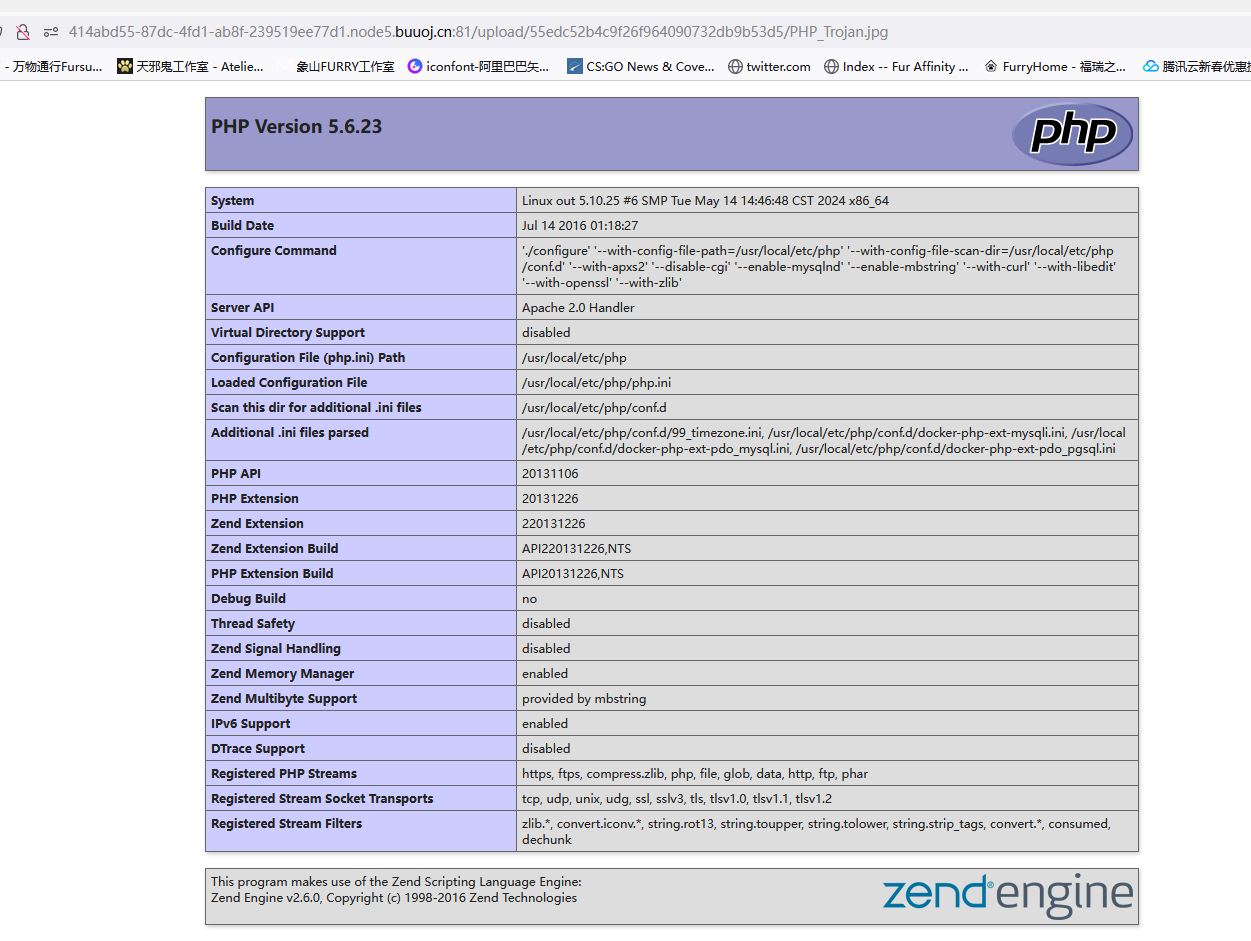 414abd55-87dc-4fd1-ab8f-239519ee77d1.node5.buuoj.cn:81/upload/55edc52b4c9f26f964090732db9b53d5/PHP_Trojan.jpg
- 万物通行Fursu... 天邪鬼工作室 - Atelie... 象山FURRY工作室 iconfont-阿里巴巴矢... CS:GO News & Cove... twitter.com Index -- Fur Affinity ... FurryHome - 福瑞之... 腾讯云新春优惠
PHP Version 5.6.23
php
System Linux out 5.10.25 #6 SMP Tue May 14 14:46:48 CST 2024 x86_64
Build Date Jul 14 2016 01:18:27
Configure Command './configure' '--with-config-file-path=/usr/local/etc/php' '--with-config-file-scan-dir=/usr/local/etc/php
/conf.d' '--with-apxs2' '--disable-cgi' '--enable-mysqlnd' '--enable-mbstring' '--with-curl' '--with-libedit'
'--with-openssl' '--with-zlib'
Server API Apache 2.0 Handler
Virtual Directory Support disabled
Configuration File (php.ini) Path /usr/local/etc/php
Loaded Configuration File /usr/local/etc/php/php.ini
Scan this dir for additional .ini files /usr/local/etc/php/conf.d
Additional .ini files parsed /usr/local/etc/php/conf.d/99_timezone.ini, /usr/local/etc/php/conf.d/docker-php-ext-mysqli.ini, /usr/local
/etc/php/conf.d/docker-php-ext-pdo_mysql.ini, /usr/local/etc/php/conf.d/docker-php-ext-pdo_pgsql.ini
PHP API 20131106
PHP Extension 20131226
Zend Extension 220131226
Zend Extension Build API220131226,NTS
PHP Extension Build API20131226,NTS
Debug Build no
Thread Safety disabled
Zend Signal Handling disabled
Zend Memory Manager enabled
Zend Multibyte Support provided by mbstring
IPv6 Support enabled
DTrace Support disabled
Registered PHP Streams https, ftps, compress.zlib, php, file, glob, data, http, ftp, phar
Registered Stream Socket Transports tcp, udp, unix, udg, ssl, sslv3, tls, tlsv1.0, tlsv1.1, tlsv1.2
Registered Stream Filters zlib.*, convert.iconv.*, string.rot13, string.toupper, string.tolower, string.strip_tags, convert.*, consumed,
dechunk
This program makes use of the Zend Scripting Language Engine:
Zend Engine v2.6.0, Copyright (c) 1998-2016 Zend Technologies
zend®engine